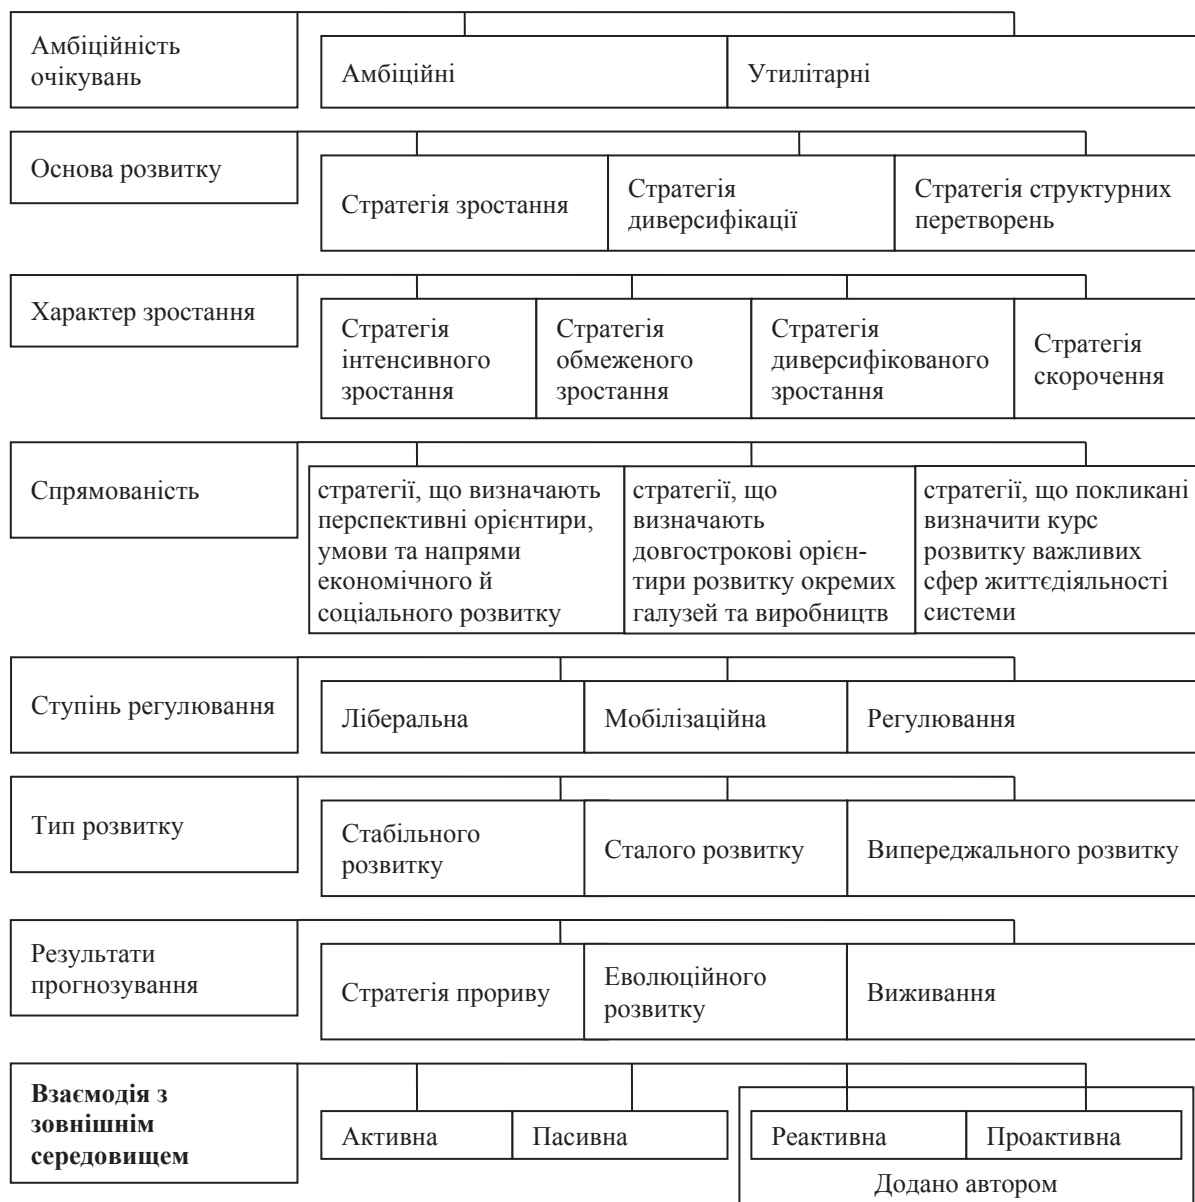 Амбіційність
очікувань
Амбіційні
Утилітарні
Основа розвитку
Стратегія зростання
Стратегія
диверсифікації
Стратегія структурних
перетворень
Характер зростання
Стратегія
інтенсивного
зростання
Стратегія
обмеженого
зростання
Стратегія
диверсифікованого
зростання
Стратегія
скорочення
Спрямованість
стратегії, що визначають
перспективні орієнтири,
умови та напрями
економічного й
соціального розвитку
стратегії, що
визначають
довгострокові орієн-
тири розвитку окремих
галузей та виробництв
стратегії, що покликані
визначити курс
розвитку важливих
сфер життєдіяльності
системи
Ступінь регулювання
Ліберальна
Мобілізаційна
Регулювання
Тип розвитку
Стабільного
розвитку
Сталого розвитку
Випереджального розвитку
Результати
прогнозування
Стратегія прориву
Еволюційного
розвитку
Виживання
Взаємодія з
зовнішнім
середовищем
Активна
Пасивна
Реактивна
Проактивна
Додано автором